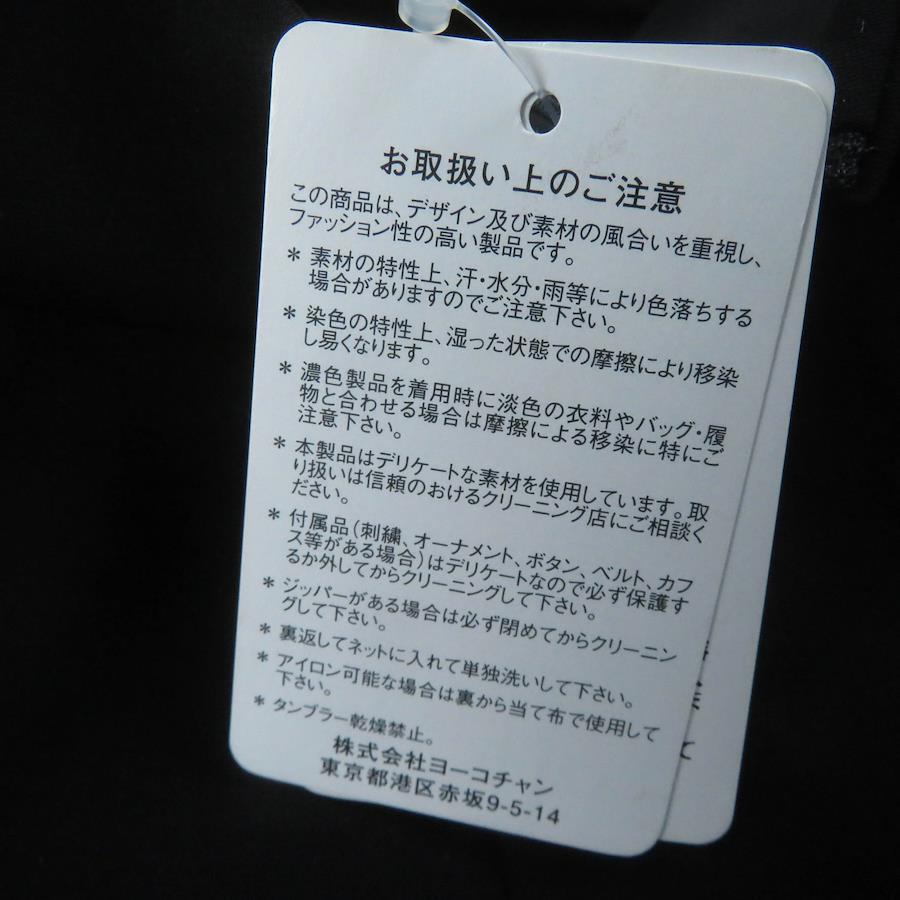 お取扱い上のご注意
この商品は、デザイン及び素材の風合いを重視し、
ファッション性の高い製品です。
* 素材の特性上、汗・水分・雨等により色落ちする
場合がありますのでご注意下さい。
* 染色の特性上、湿った状態での摩擦により移染
し易くなります。
* 濃色製品を着用時に淡色の衣料やバッグ・履
物と合わせる場合は摩擦による移染に特にご
注意下さい。
* 本製品はデリケートな素材を使用しています。取
り扱いは信頼のおけるクリーニング店にご相談く
ださい。
* 付属品(刺繍、オーナメント、ボタン、ベルト、カフ
ス等がある場合)はデリケートなので必ず保護す
るか外してからクリーニングして下さい。
* ジッパーがある場合は必ず閉めてからクリーニン
グして下さい。
* 裏返してネットに入れて単独洗いして下さい。
* アイロン可能な場合は裏から当て布で使用して
下さい。
* タンブラー乾燥禁止。
株式会社ヨーコチャン
東京都港区赤坂9-5-14